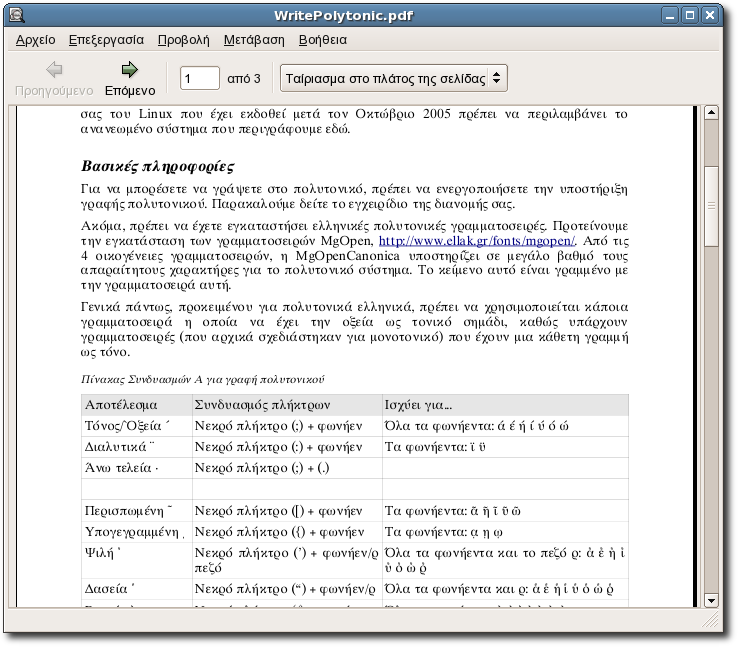 WritePolytonic.pdf
Αρχείο Επεξεργασία Προβολή Μετάβαση Βοήθεια
Προηγούμενο Επόμενο 1 από 3 Ταίριασμα στο πλάτος της σελίδας
σας του Linux που έχει εκδοθεί μετά τον Οκτώβριο 2005 πρέπει να περιλαμβάνει το
ανανεωμένο σύστημα που περιγράφουμε εδώ.
Βασικές πληροφορίες
Για να μπορέσετε να γράψετε στο πολυτονικό, πρέπει να ενεργοποιήσετε την υποστήριξη
γραφής πολυτονικού. Παρακαλούμε δείτε το εγχειρίδιο της διανομής σας.
Ακόμα, πρέπει να έχετε εγκαταστήσει ελληνικές πολυτονικές γραμματοσειρές. Προτείνουμε
την εγκατάσταση των γραμματοσειρών MgOpen, http://www.ellak.gr/fonts/mgopen/. Από τις
4 οικογένειες γραμματοσειρών, η MgOpenCanonica υποστηρίζει σε μεγάλο βαθμό τους
απαραίτητους χαρακτήρες για το πολυτονικό σύστημα. Το κείμενο αυτό είναι γραμμένο με
την γραμματοσειρά αυτή.
Γενικά πάντως, προκειμένου για πολυτονικά ελληνικά, πρέπει να χρησιμοποιείται κάποια
γραμματοσειρά η οποία να έχει την οξεία ως τονικό σημάδι, καθώς υπάρχουν
γραμματοσειρές (που αρχικά σχεδιάστηκαν για μονοτονικό) που έχουν μια κάθετη γραμμή
ως τόνο.
Πίνακας Συνδυασμών Α για γραφή πολυτονικού
Αποτέλεσμα Συνδυασμός πλήκτρων Ισχύει για...
Τόνος/Ὀξεία ´ Νεκρό πλήκτρο (;) + φωνήεν Όλα τα φωνήεντα: ά έ ή ί ύ ό ώ
Διαλυτικά ¨ Νεκρό πλήκτρο (:) + φωνήεν Τα φωνήεντα: ϊ ϋ
Άνω τελεία · Νεκρό πλήκτρο (;) + (.)
Περισπωμένη ῀ Νεκρό πλήκτρο ([) + φωνήεν Τα φωνήεντα: ᾶ ῆ ῖ ῦ ῶ
Υπογεγραμμένη ͺ Νεκρό πλήκτρο ({) + φωνήεν Τα φωνήεντα: ᾳ ῃ ῳ
Ψιλή ᾿ Νεκρό πλήκτρο (’) + φωνήεν/ρ Όλα τα φωνήεντα και το πεζό ρ: ἀ ἐ ἠ ἰ
πεζό ὐ ὀ ὠ ῤ
Δασεία ῾ Νεκρό πλήκτρο (“) + φωνήεν/ρ Όλα τα φωνήεντα και ρ: ἁ ἑ ἡ ἱ ὑ ὁ ὡ ῥ